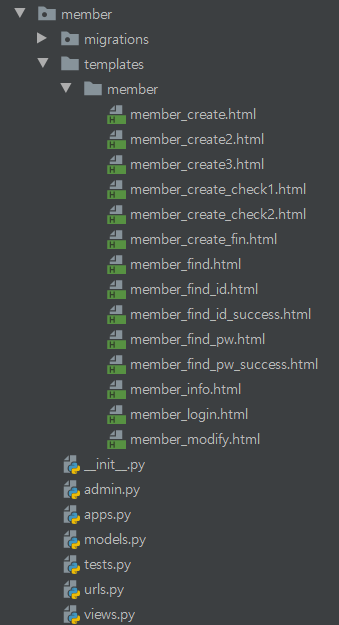 member
migrations
templates
member
member_create.html
member_create2.html
member_create3.html
member_create_check1.html
member_create_check2.html
member_create_fin.html
member_find.html
member_find_id.html
member_find_id_success.html
member_find_pw.html
member_find_pw_success.html
member_info.html
member_login.html
member_modify.html
__init__.py
admin.py
apps.py
models.py
tests.py
urls.py
views.py